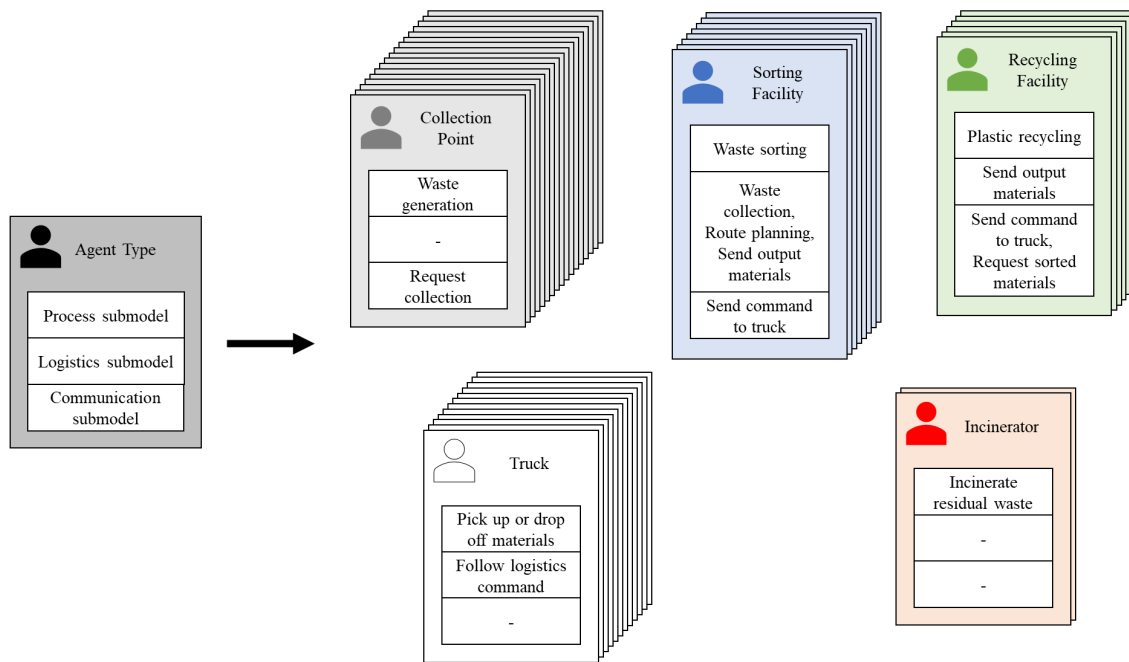 Agent Type
Process submodel
Logistics submodel
Communication
submodel
Collection
Point
Waste
generation
-
Request
collection
Sorting
Facility
Waste sorting
Waste
collection,
Route planning,
Send output
materials
Send command
to truck
Recycling
Facility
Plastic recycling
Send output
materials
Send command
to truck,
Request sorted
materials
Truck
Pick up or drop
off materials
Follow logistics
command
-
Incinerator
Incinerate
residual waste
-
-